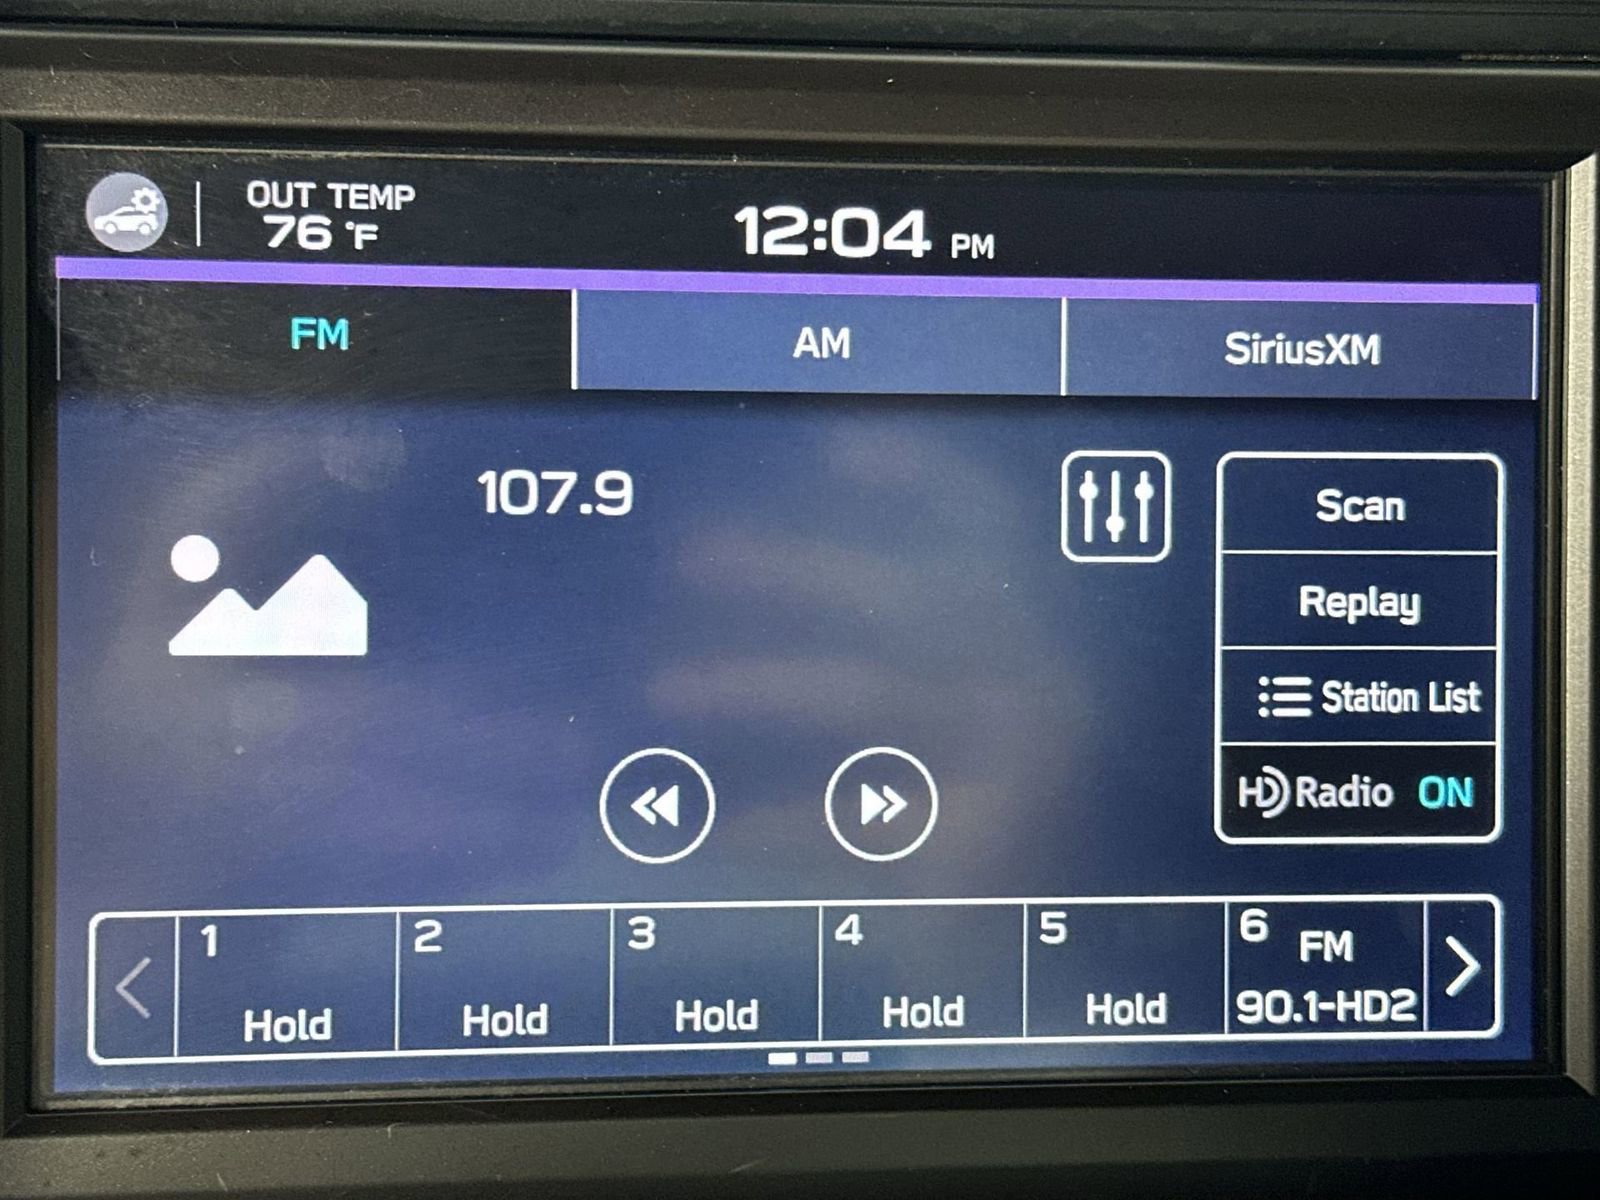 OUT TEMP
76 °F
12:04 PM
FM
AM
SiriusXM
107.9
Scan
Replay
Station List
HD Radio ON
1
Hold
2
Hold
3
Hold
4
Hold
5
Hold
6 FM
90.1-HD2